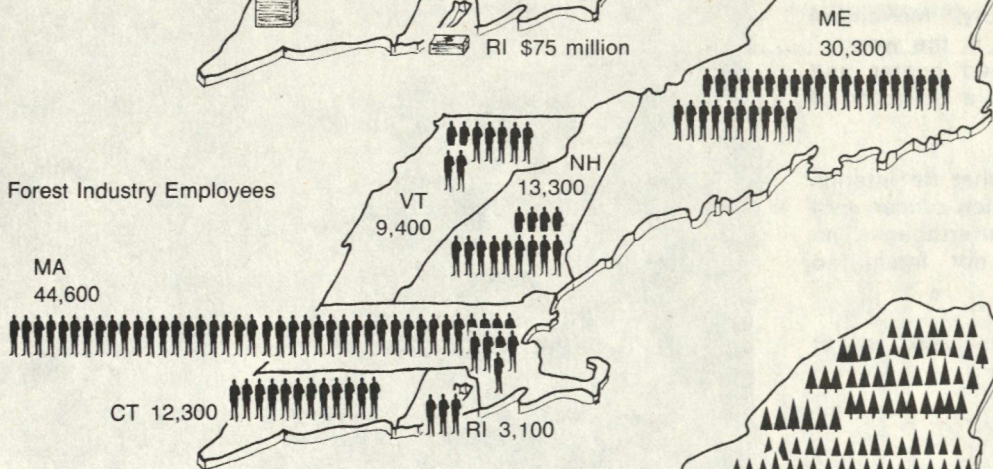 RI $75 million
ME
30,300
Forest Industry Employees
NH
13,300
VT
9,400
MA
44,600
CT 12,300
RI 3,100